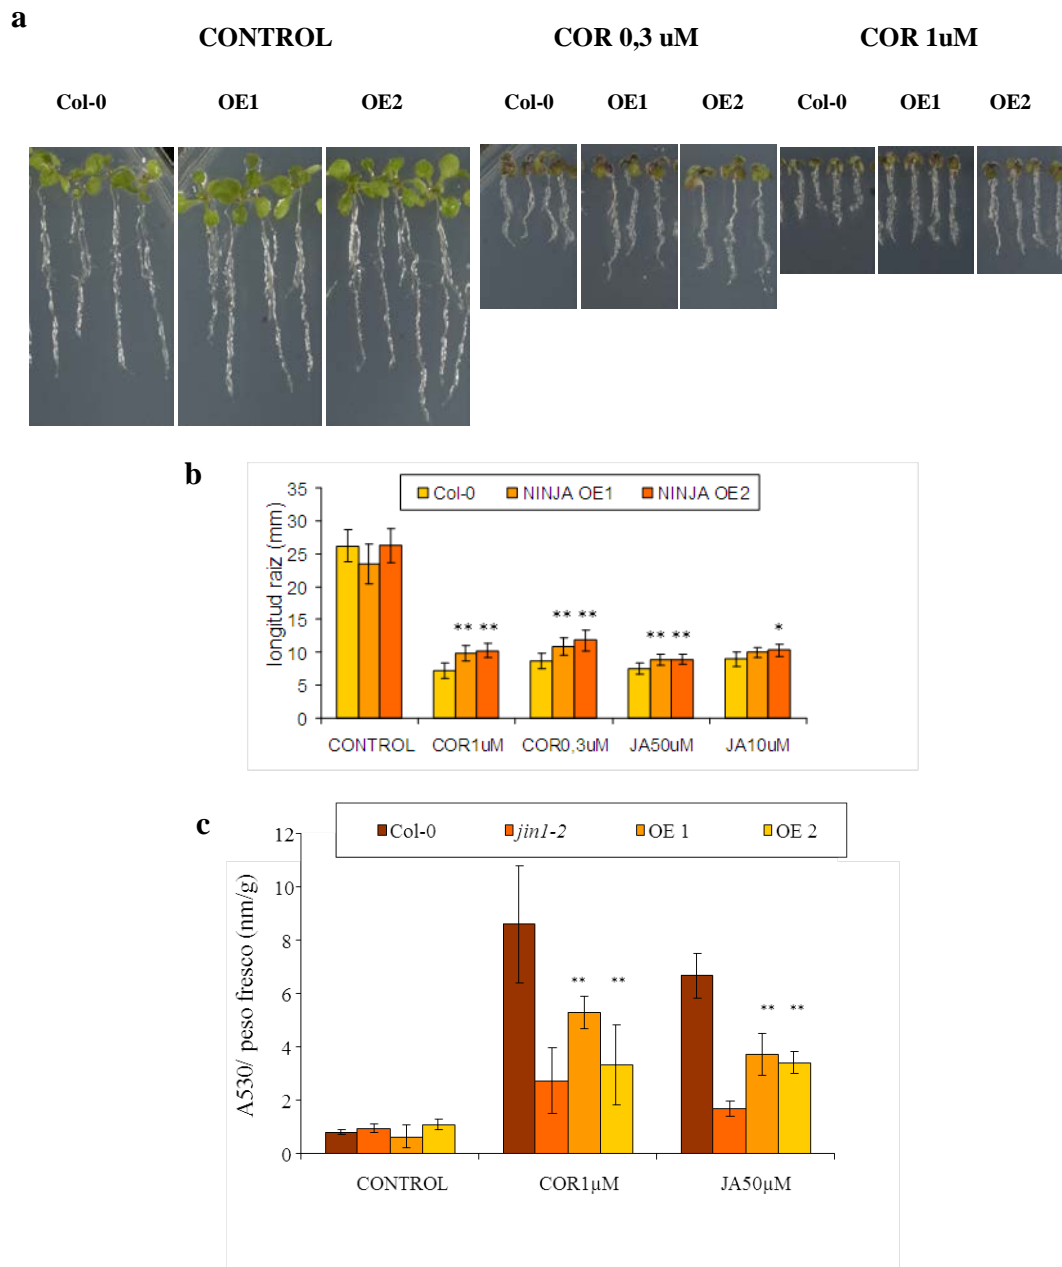 a
CONTROL COR 0,3 uM COR 1uM
Col-0 OE1 OE2 Col-0 OE1 OE2 Col-0 OE1 OE2
b
Col-0 NINJA OE1 NINJA OE2
longitud raiz (mm)
35
30
25
20
15
10
5
0
** ** ** ** ** ** *
CONTROL COR1uM COR0,3uM JA50uM JA10uM
c
Col-0 jin1-2 OE 1 OE 2
A530/ peso fresco (nm/g)
12
10
8
6
4
2
0
** ** ** **
CONTROL COR1µM JA50µM